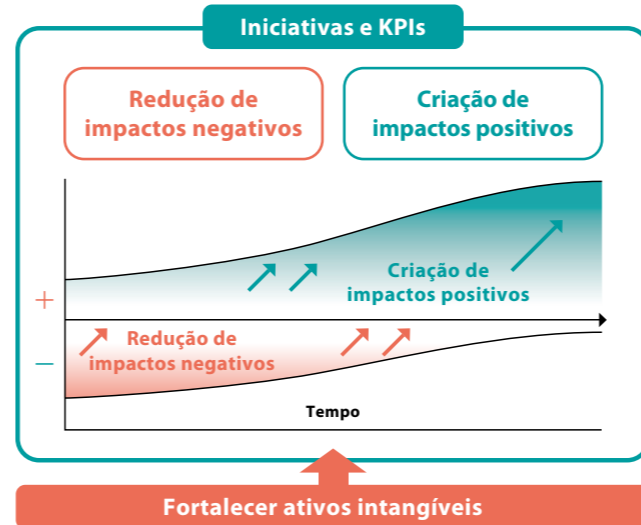 Iniciativas e KPIs
Redução de
impactos negativos
Criação de
impactos positivos
+
Criação de
impactos positivos
−
Redução de
impactos negativos
Tempo
Fortalecer ativos intangíveis